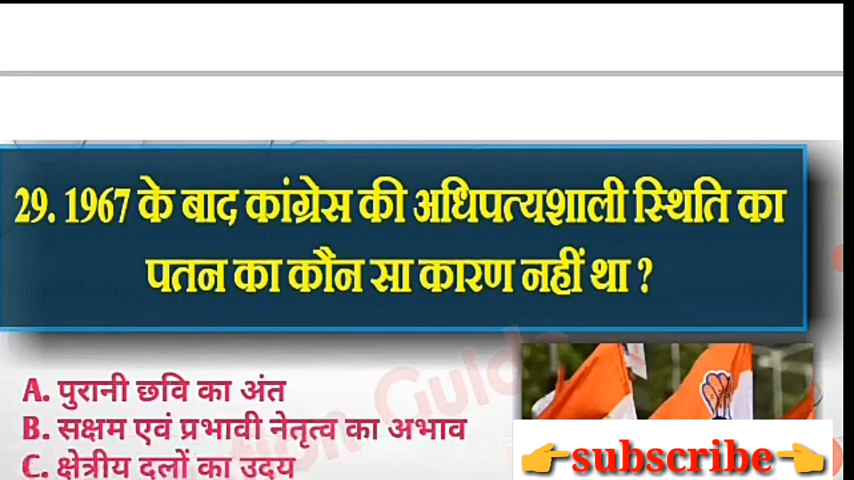 29. 1967 के बाद कांग्रेस की अधिपत्यशाली स्थिति का
पतन का कौन सा कारण नहीं था ?
A. पुरानी छवि का अंत
B. सक्षम एवं प्रभावी नेतृत्व का अभाव
C. क्षेत्रीय दलों का उदय
👉subscribe👈